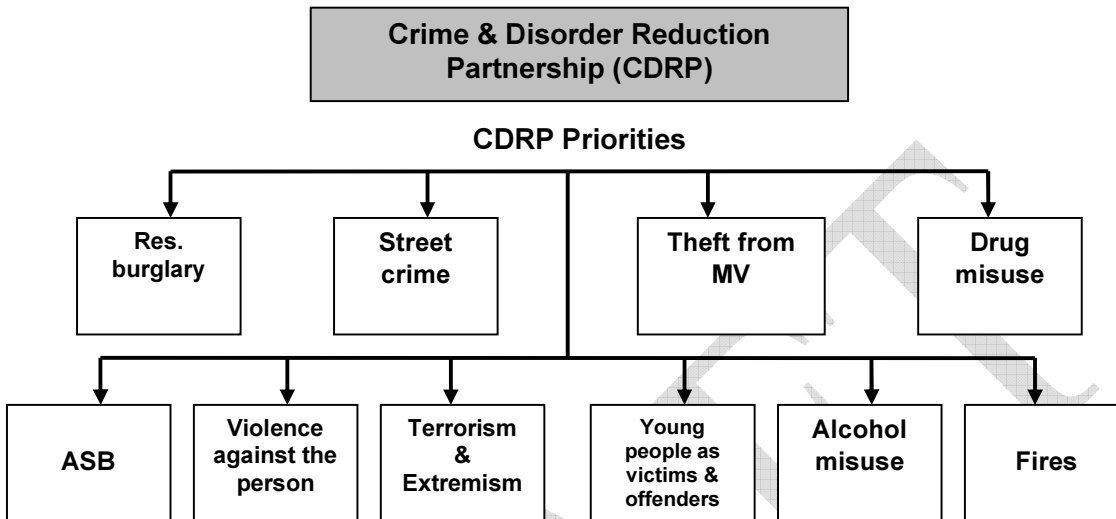 Crime & Disorder Reduction
Partnership (CDRP)
CDRP Priorities
Res.
burglary
Street
crime
Theft from
MV
Drug
misuse
ASB
Violence
against the
person
Terrorism
&
Extremism
Young
people as
victims &
offenders
Alcohol
misuse
Fires